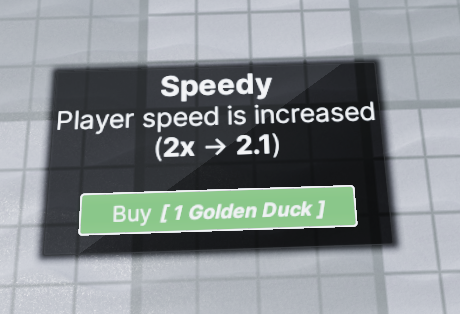 Speedy
Player speed is increased
(2x → 2.1)
Buy [ 1 Golden Duck ]